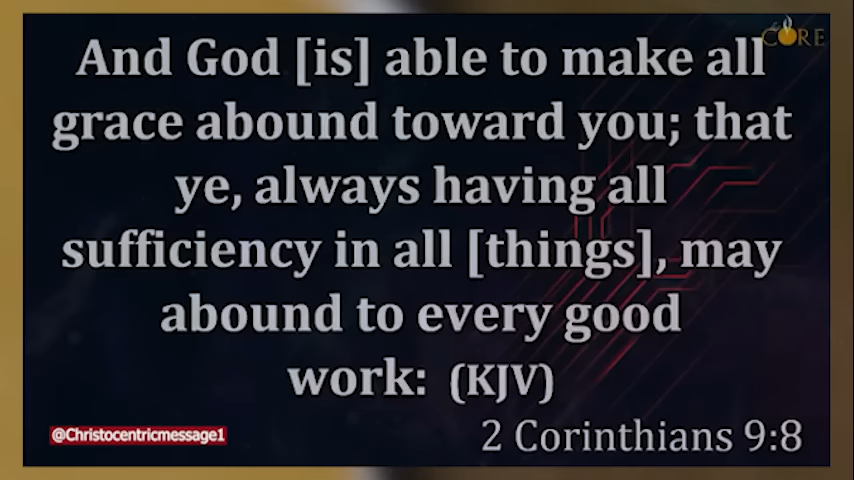 CORE
And God [is] able to make all
grace abound toward you; that
ye, always having all
sufficiency in all [things], may
abound to every good
work: (KJV)
@Christocentricmessage1
2 Corinthians 9:8